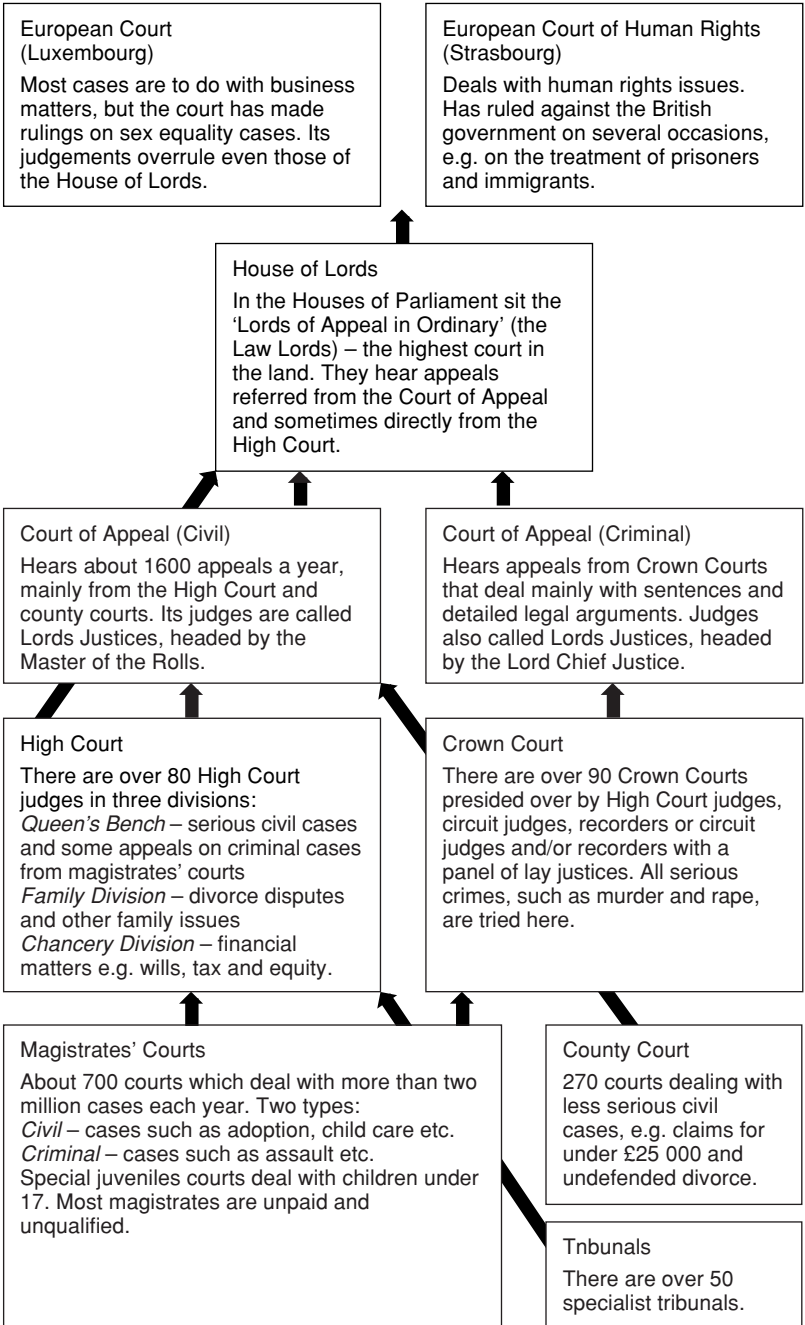 European Court
(Luxembourg)
Most cases are to do with business
matters, but the court has made
rulings on sex equality cases. Its
judgements overrule even those of
the House of Lords.
European Court of Human Rights
(Strasbourg)
Deals with human rights issues.
Has ruled against the British
government on several occasions,
e.g. on the treatment of prisoners
and immigrants.
House of Lords
In the Houses of Parliament sit the
‘Lords of Appeal in Ordinary’ (the
Law Lords) – the highest court in
the land. They hear appeals
referred from the Court of Appeal
and sometimes directly from the
High Court.
Court of Appeal (Civil)
Hears about 1600 appeals a year,
mainly from the High Court and
county courts. Its judges are called
Lords Justices, headed by the
Master of the Rolls.
Court of Appeal (Criminal)
Hears appeals from Crown Courts
that deal mainly with sentences and
detailed legal arguments. Judges
also called Lords Justices, headed
by the Lord Chief Justice.
High Court
There are over 80 High Court
judges in three divisions:
Queen’s Bench – serious civil cases
and some appeals on criminal cases
from magistrates’ courts
Family Division – divorce disputes
and other family issues
Chancery Division – financial
matters e.g. wills, tax and equity.
Crown Court
There are over 90 Crown Courts
presided over by High Court judges,
circuit judges, recorders or circuit
judges and/or recorders with a
panel of lay justices. All serious
crimes, such as murder and rape,
are tried here.
Magistrates’ Courts
About 700 courts which deal with more than two
million cases each year. Two types:
Civil – cases such as adoption, child care etc.
Criminal – cases such as assault etc.
Special juveniles courts deal with children under
17. Most magistrates are unpaid and
unqualified.
County Court
270 courts dealing with
less serious civil
cases, e.g. claims for
under £25 000 and
undefended divorce.
Tnbunals
There are over 50
specialist tribunals.